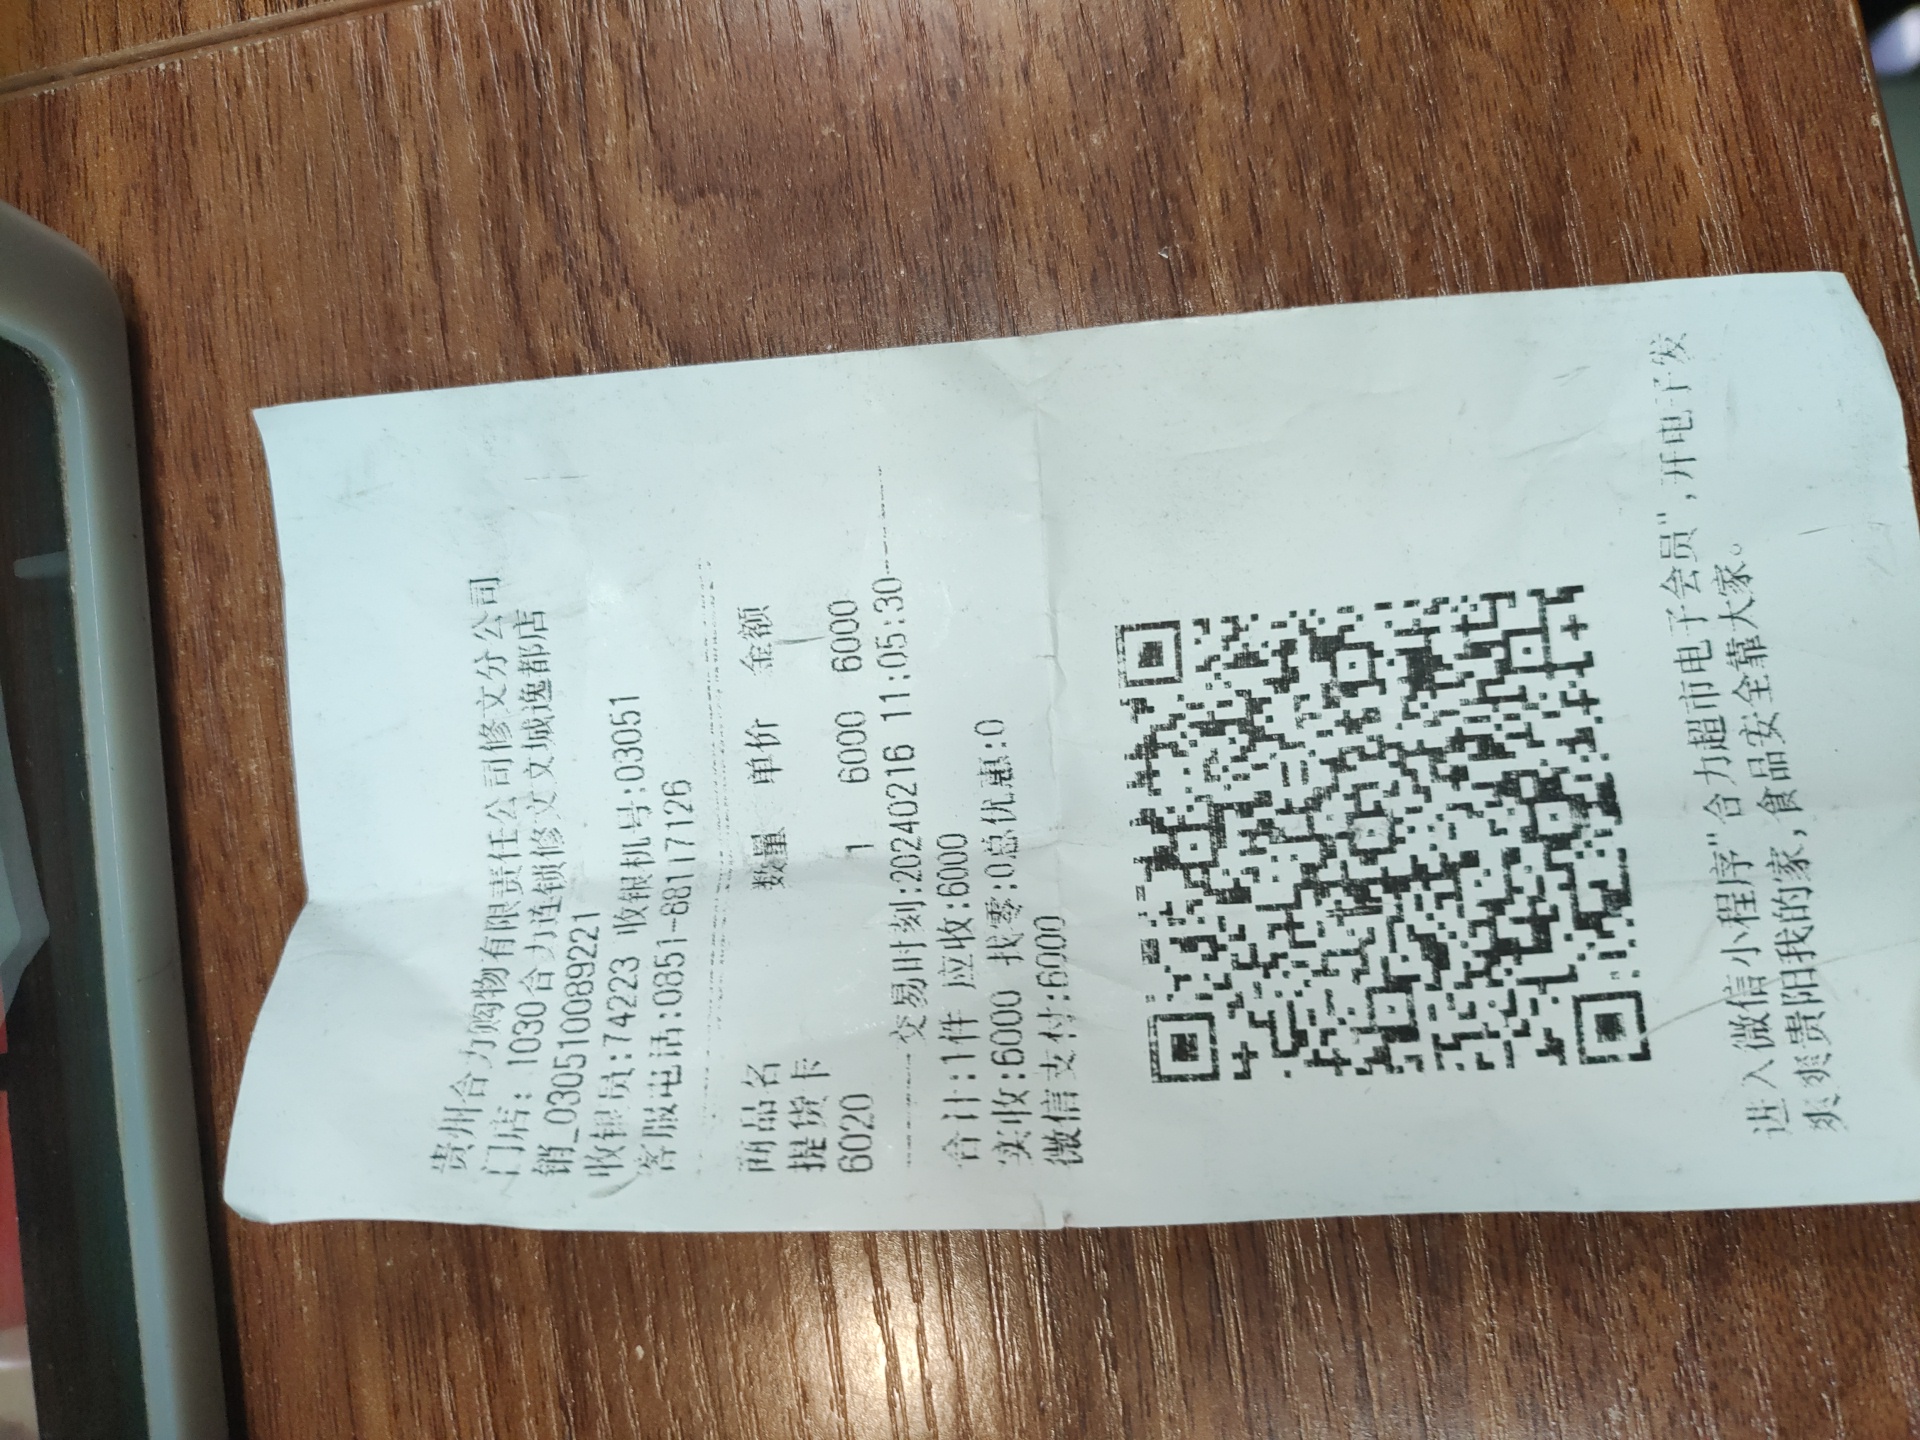 贵州合力购物有限责任公司修文分公司
门店: 1030合力连锁修文文城逸都店
销_030510089221
收银员:74223 收银机号:03051
客服电话:0851-88117126
商品名 数量 单价 金额
提货卡
6020 1 6000 6000
交易时刻:20240216 11:05:30
合计:1件 应收:6000
实收:6000 找零:0总优惠:0
微信支付:6000
进入微信小程序"合力超市电子会员",开电子发
爽爽贵阳我的家,食品安全靠大家。